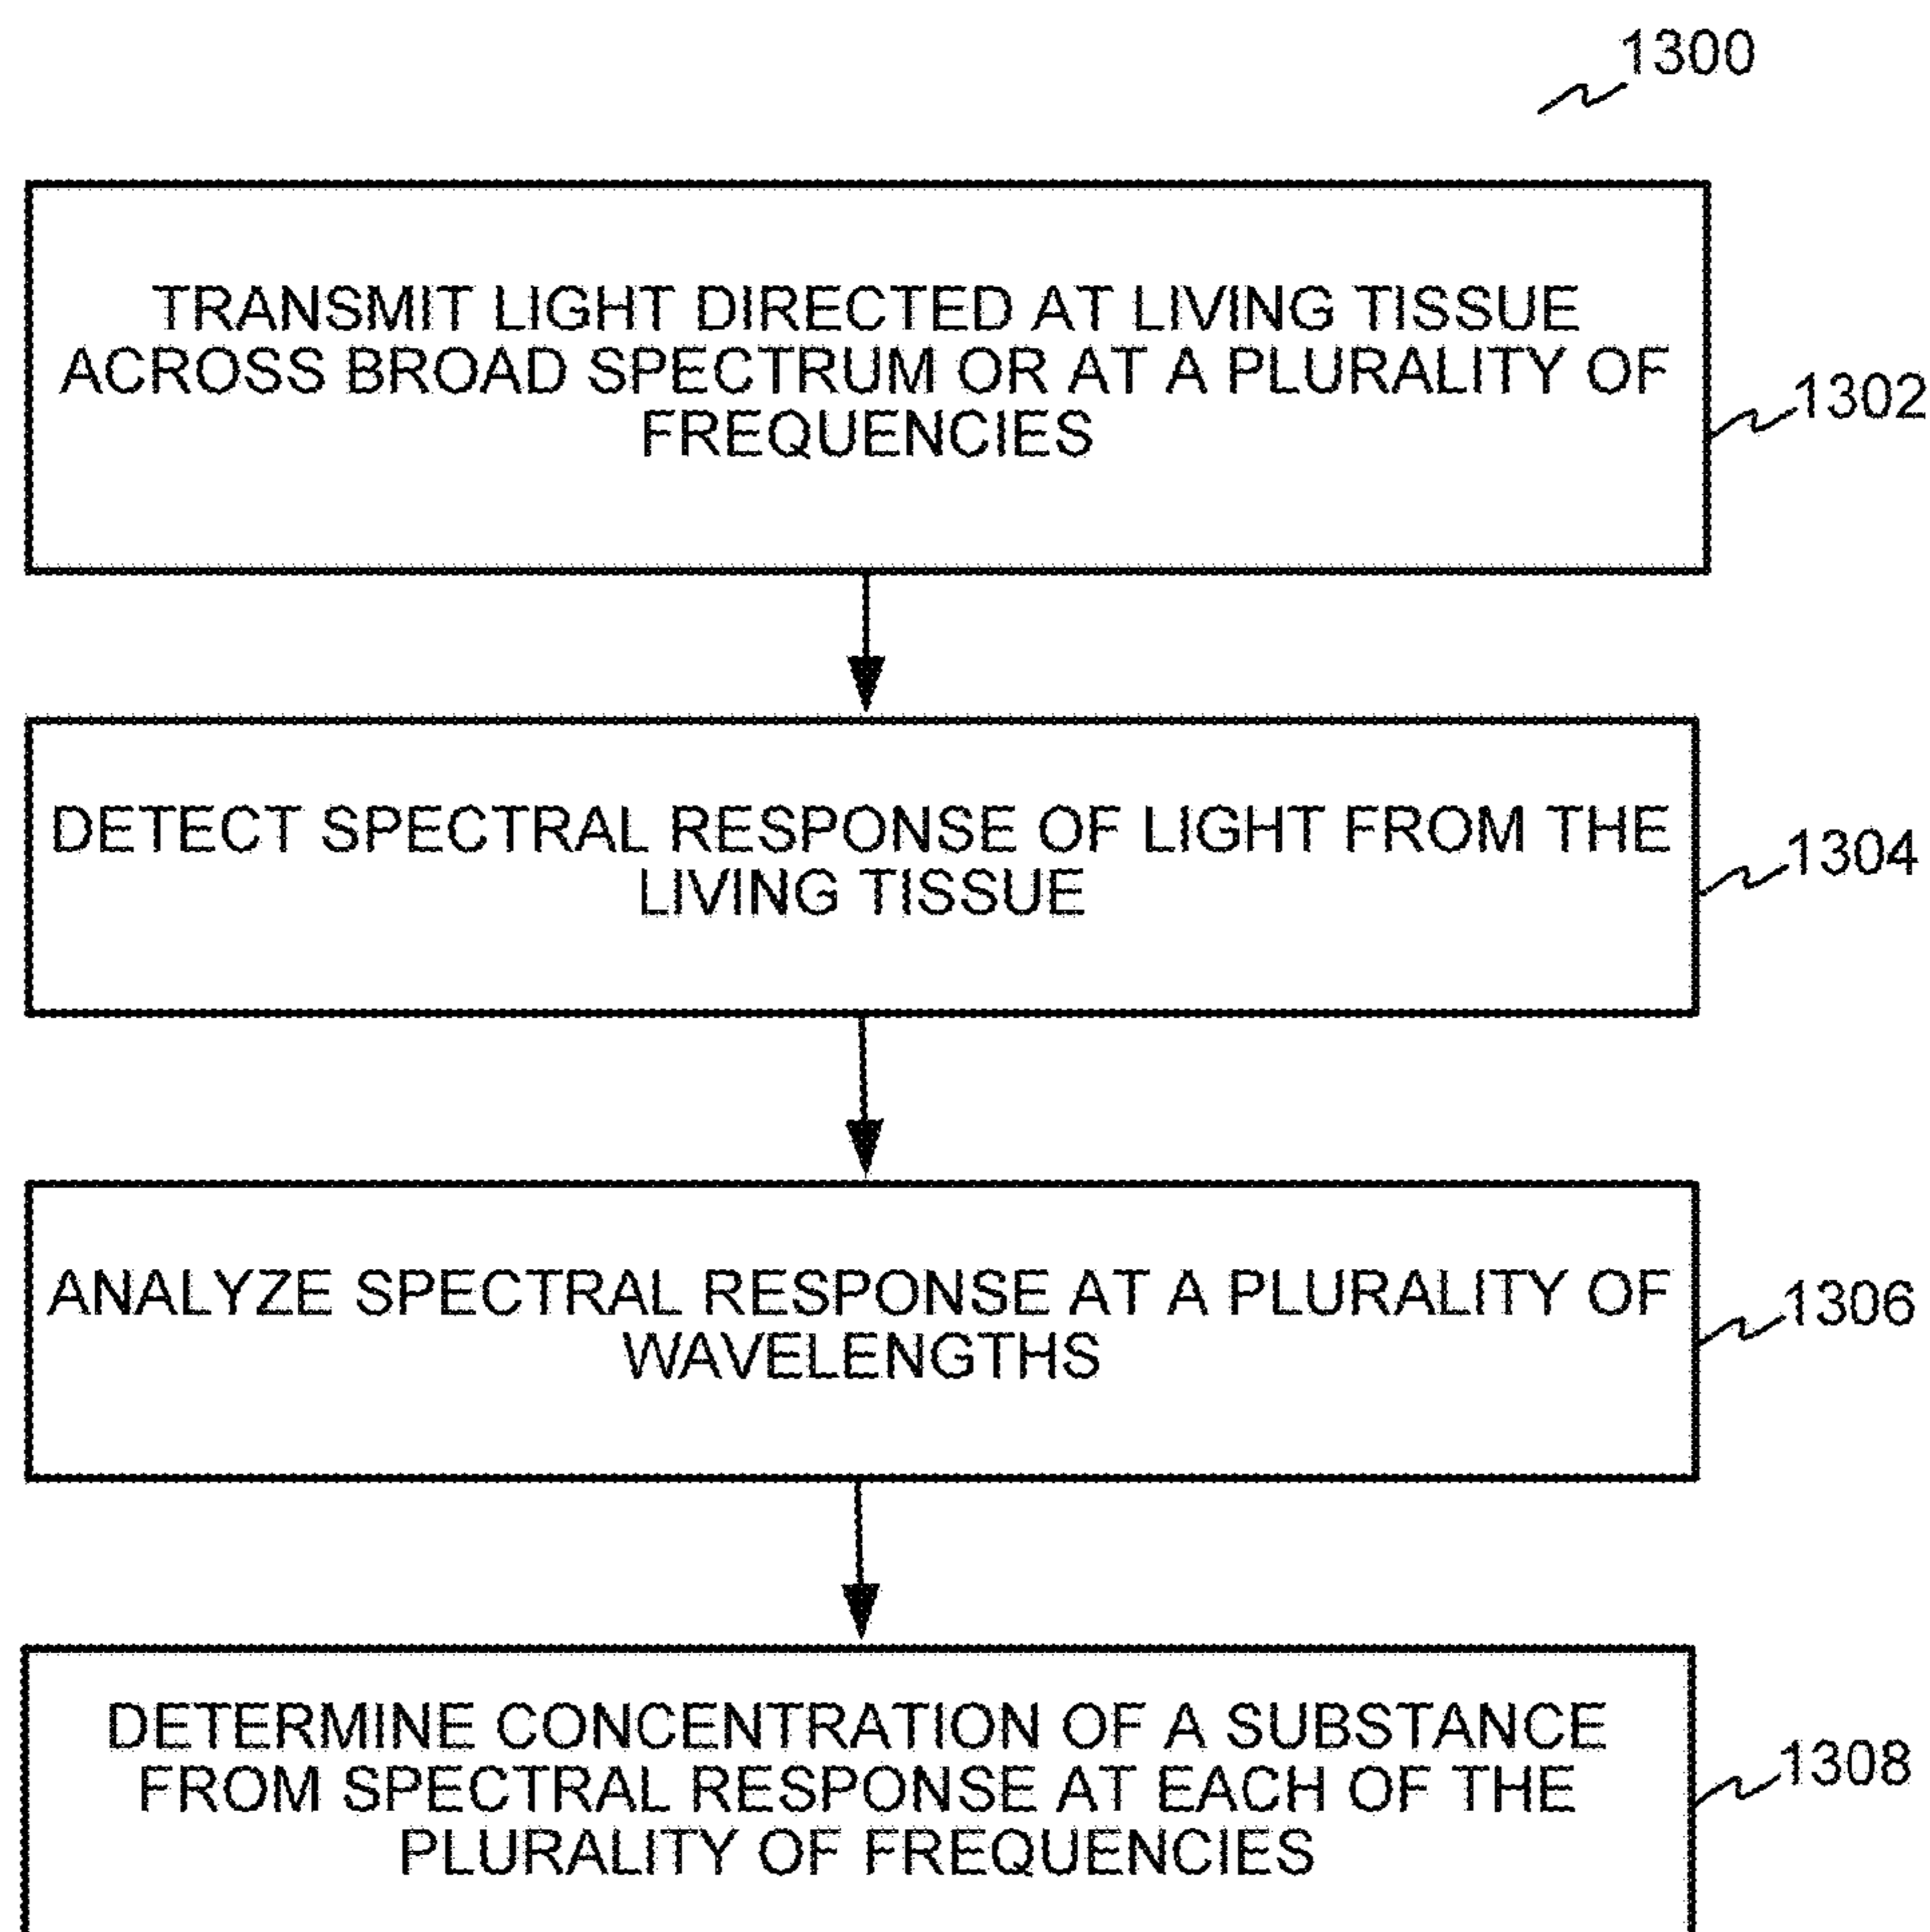 1300
TRANSMIT LIGHT DIRECTED AT LIVING TISSUE
ACROSS BROAD SPECTRUM OR AT A PLURALITY OF
FREQUENCIES
1302
DETECT SPECTRAL RESPONSE OF LIGHT FROM THE
LIVING TISSUE
1304
ANALYZE SPECTRAL RESPONSE AT A PLURALITY OF
WAVELENGTHS
1306
DETERMINE CONCENTRATION OF A SUBSTANCE
FROM SPECTRAL RESPONSE AT EACH OF THE
PLURALITY OF FREQUENCIES
1308